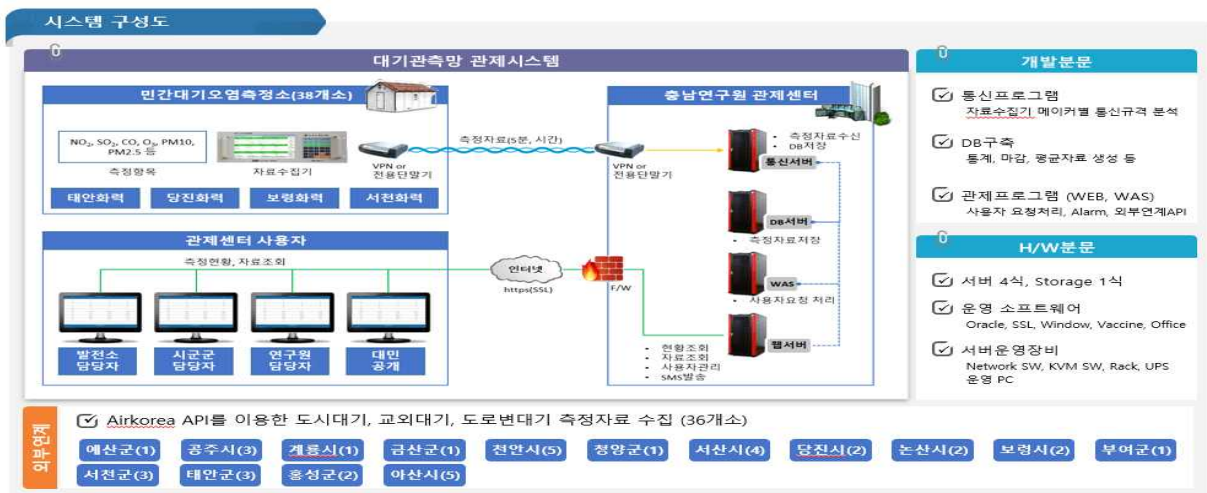 시스템 구성도
대기관측망 관제시스템
민간대기오염측정소(38개소)
NO2, SO2, CO, O3, PM10,
PM2.5 등
측정항목
자료수집기
VPN or
전용단말기
태안화력
당진화력
보령화력
서천화력
측정자료(5분, 시간)
충남연구원 관제센터
VPN or
전용단말기
• 측정자료수신
• DB저장
통신서버
DB서버
• 측정자료저장
WAS
• 사용자요청 처리
웹서버
• 현황조회
• 자료조회
• 사용자관리
• SMS발송
관제센터 사용자
측정현황, 자료조회
인터넷
https(SSL)
F/W
발전소
담당자
시군군
담당자
연구원
담당자
대민
공개
개발분문
통신프로그램
자료수집기 메이커별 통신규격 분석
DB구축
통계, 마감, 평균자료 생성 등
관제프로그램 (WEB, WAS)
사용자 요청처리, Alarm, 외부연계API
H/W분문
서버 4식, Storage 1식
운영 소프트웨어
Oracle, SSL, Window, Vaccine, Office
서버운영장비
Network SW, KVM SW, Rack, UPS
운영 PC
외부연계
Airkorea API를 이용한 도시대기, 교외대기, 도로변대기 측정자료 수집 (36개소)
예산군(1) 공주시(3) 계룡시(1) 금산군(1) 천안시(5) 청양군(1) 서산시(4) 당진시(2) 논산시(2) 보령시(2) 부여군(1)
서천군(3) 태안군(3) 홍성군(2) 아산시(5)